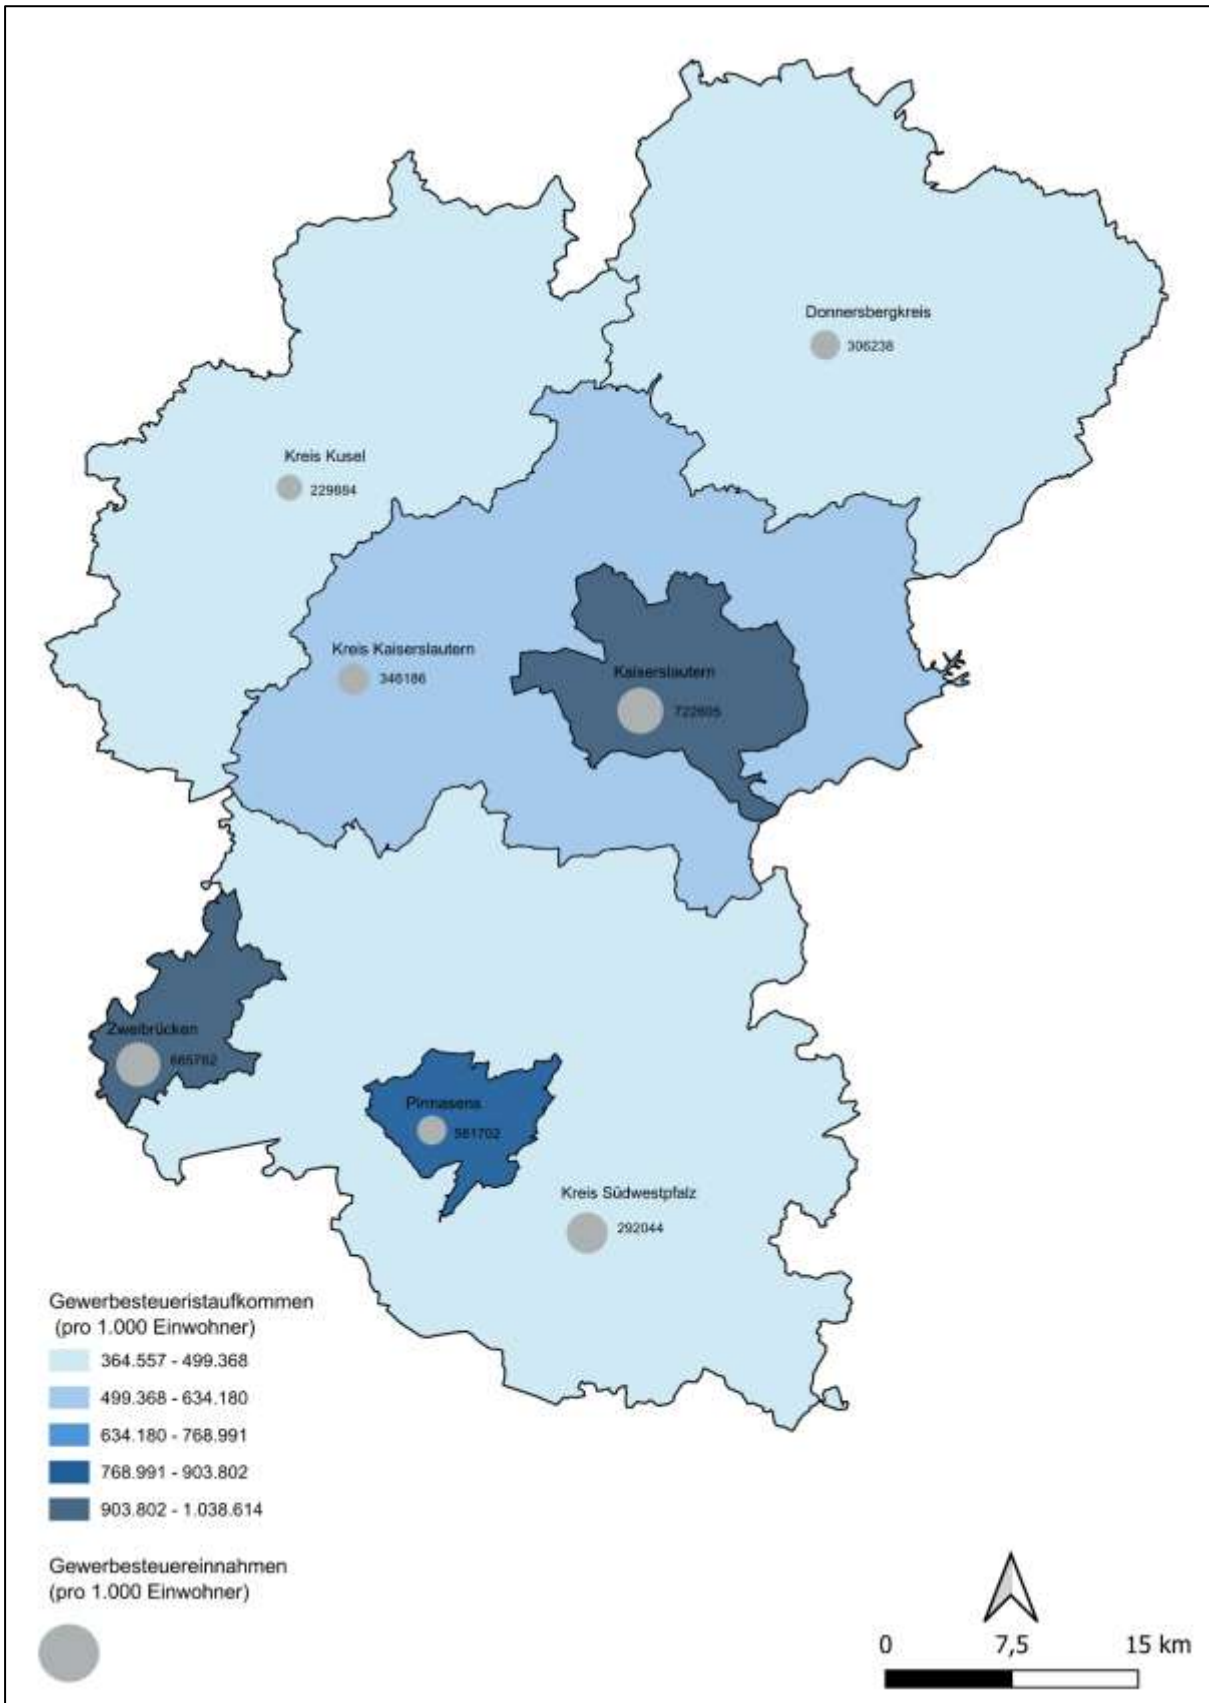 Donnersbergkreis
306238
Kreis Kusel
229884
Kreis Kaiserslautern
346186
Kaiserslautern
722605
Zweibrücken
665762
Pirmasens
561702
Kreis Südwestpfalz
292044
Gewerbesteueristaufkommen
(pro 1.000 Einwohner)
364.557 - 499.368
499.368 - 634.180
634.180 - 768.991
768.991 - 903.802
903.802 - 1.038.614
Gewerbesteuereinnahmen
(pro 1.000 Einwohner)
0 7,5 15 km